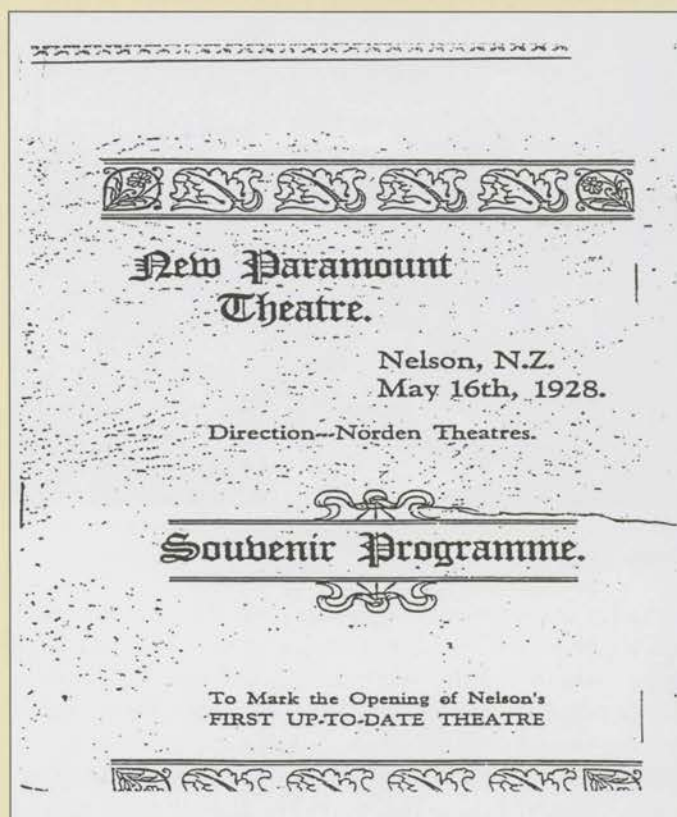 New Paramount
Theatre.
Nelson, N.Z.
May 16th, 1928.
Direction—Norden Theatres.
Souvenir Programme.
To Mark the Opening of Nelson's
FIRST UP-TO-DATE THEATRE